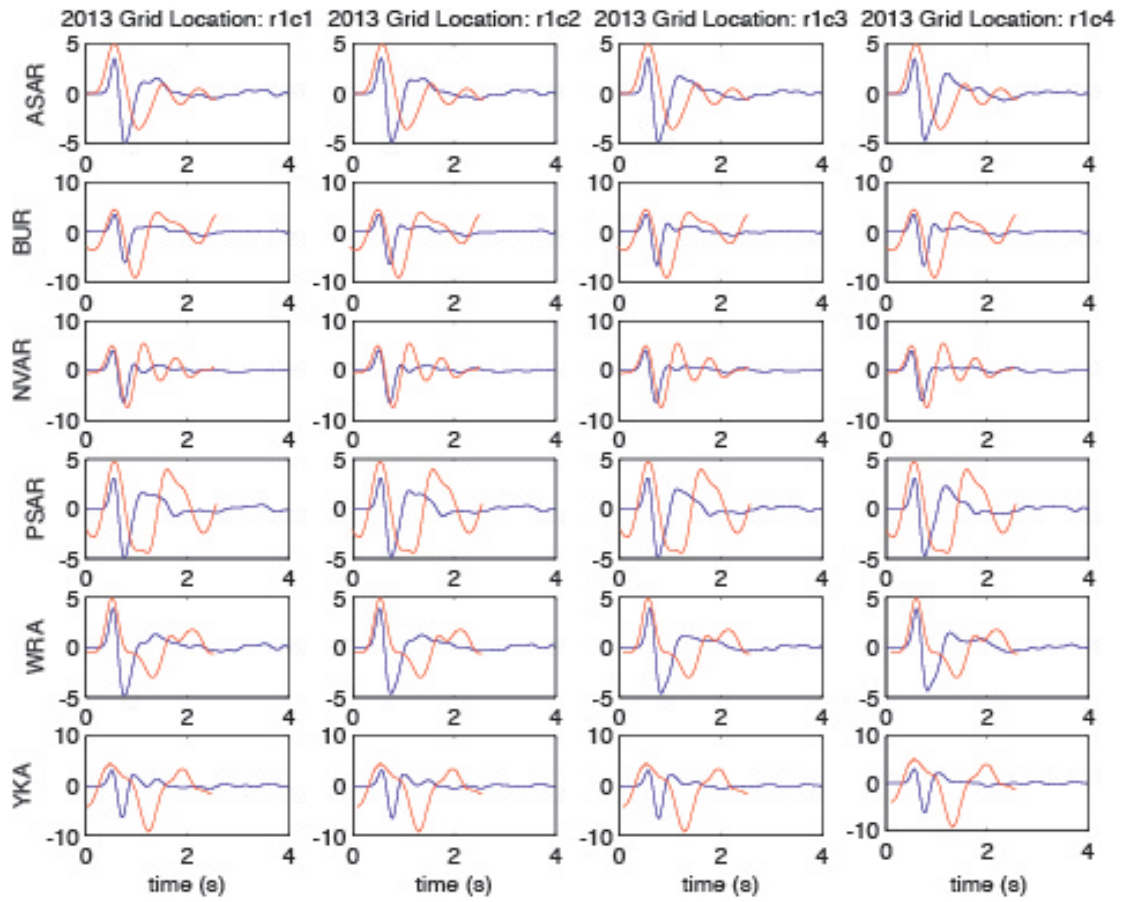 2013 Grid Location: r1c1 2013 Grid Location: r1c2 2013 Grid Location: r1c3 2013 Grid Location: r1c4
ASAR
5 5 5 5
0 0 0 0
-5 -5 -5 -5
0 2 4 0 2 4 0 2 4 0 2 4
BUR
10 10 10 10
0 0 0 0
-10 -10 -10 -10
0 2 4 0 2 4 0 2 4 0 2 4
NVAR
10 10 10 10
0 0 0 0
-10 -10 -10 -10
0 2 4 0 2 4 0 2 4 0 2 4
PSAR
5 5 5 5
0 0 0 0
-5 -5 -5 -5
0 2 4 0 2 4 0 2 4 0 2 4
WRA
5 5 5 5
0 0 0 0
-5 -5 -5 -5
0 2 4 0 2 4 0 2 4 0 2 4
YKA
10 10 10 10
0 0 0 0
-10 -10 -10 -10
0 2 4 0 2 4 0 2 4 0 2 4
time (s) time (s) time (s) time (s)